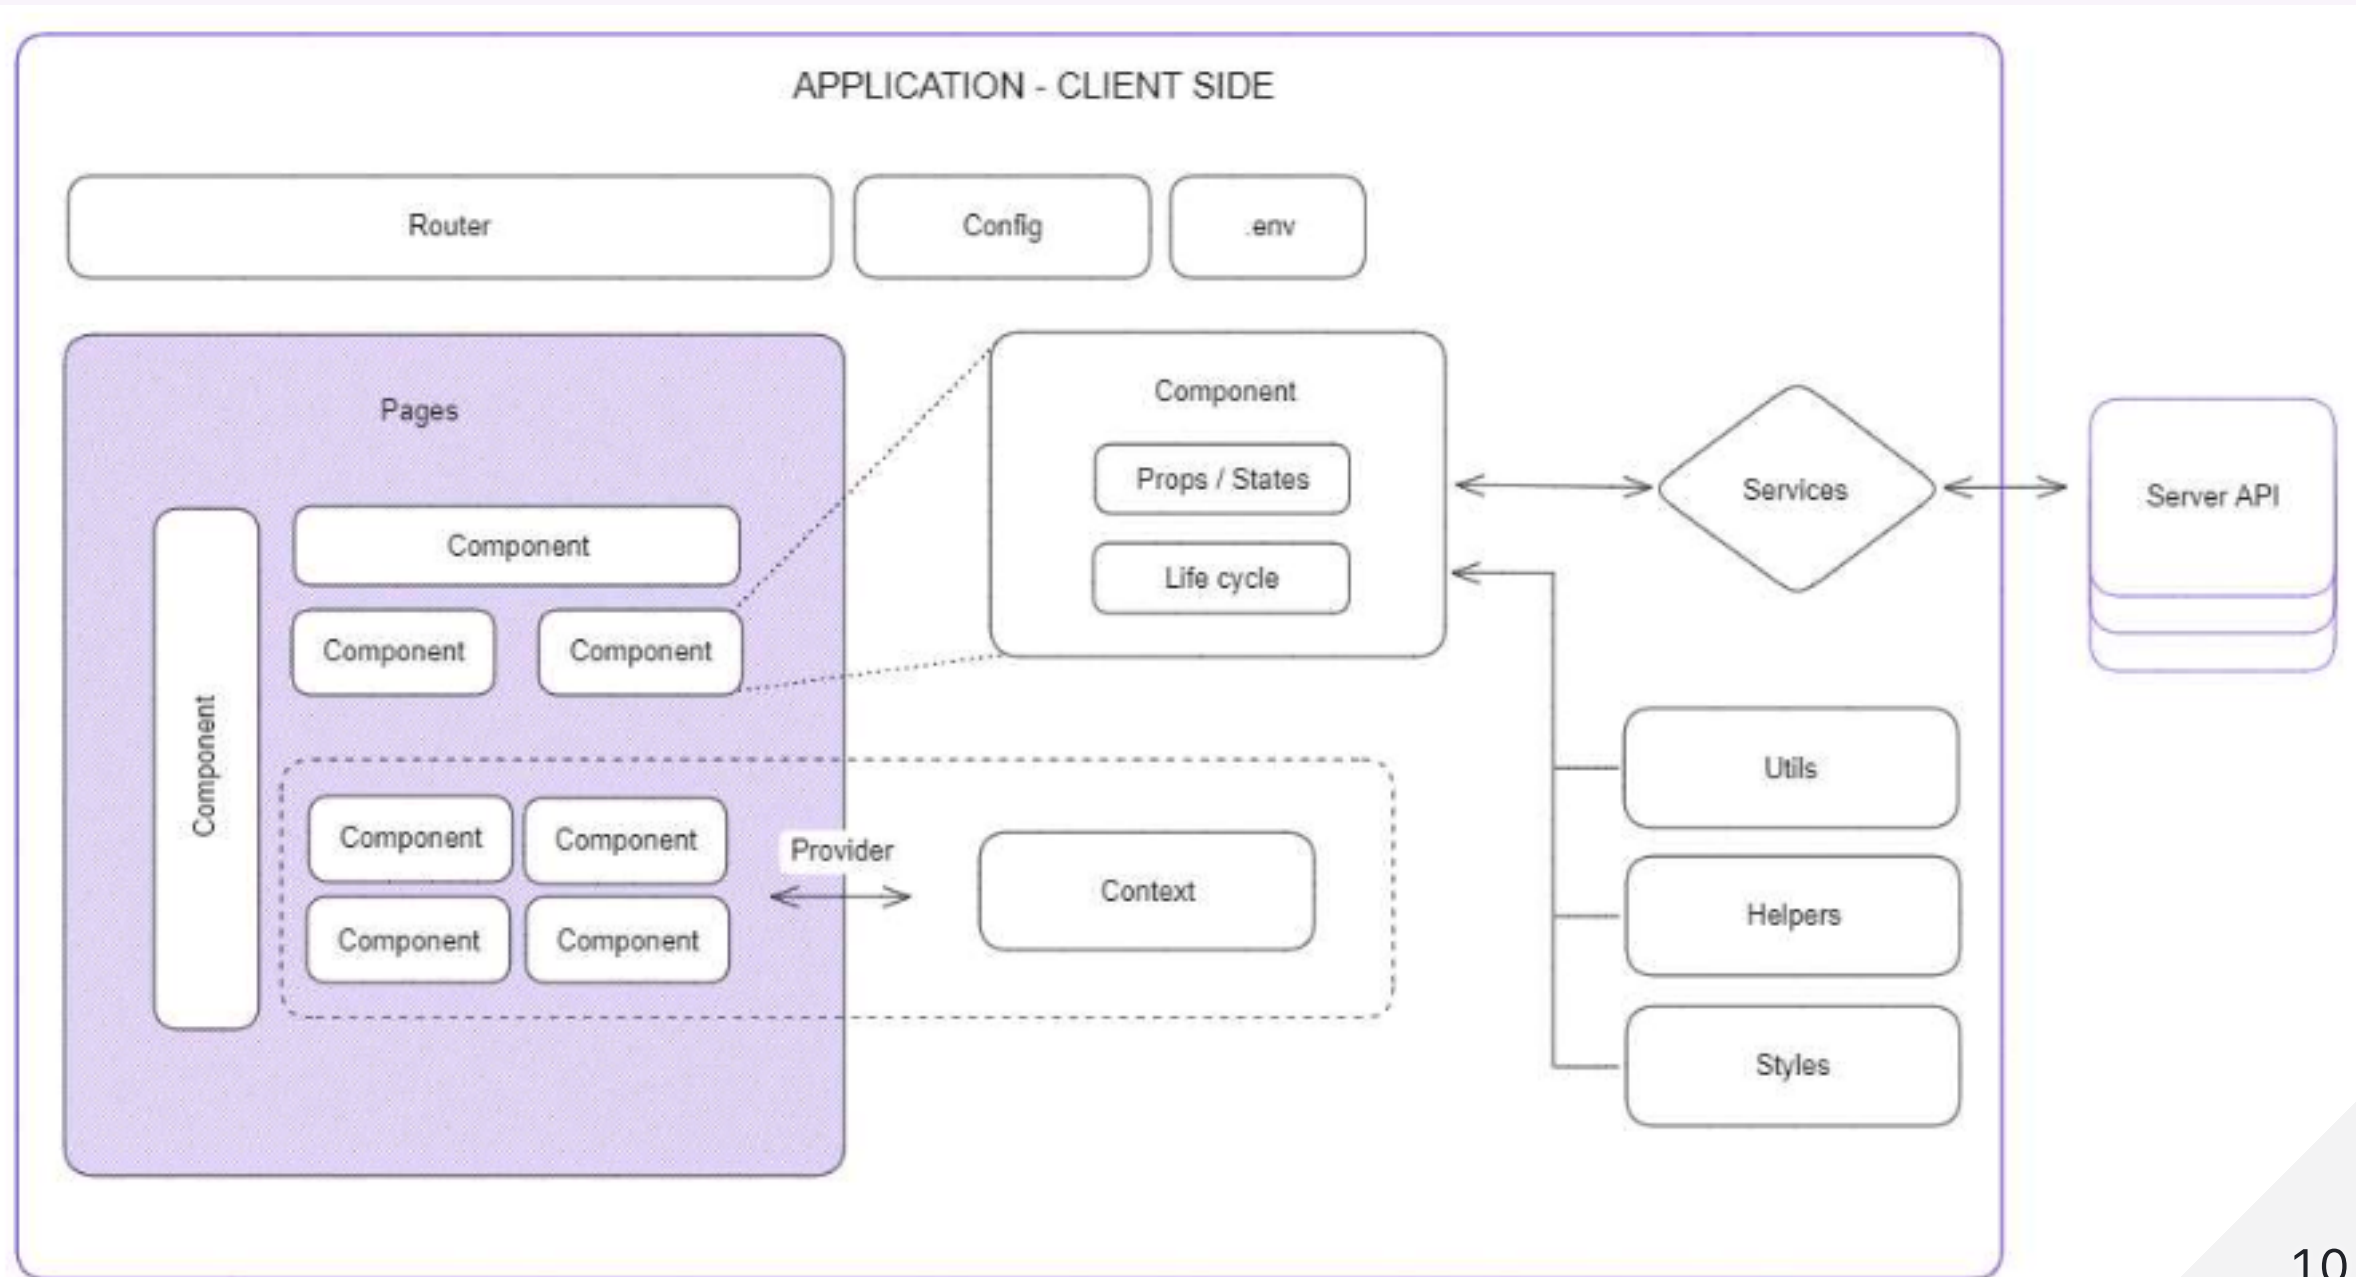 APPLICATION - CLIENT SIDE
Router
Config
.env
Pages
Component
Component
Component
Component
Component
Component
Component
Component
Provider
Context
Component
Props / States
Life cycle
Services
Server API
Utils
Helpers
Styles
10